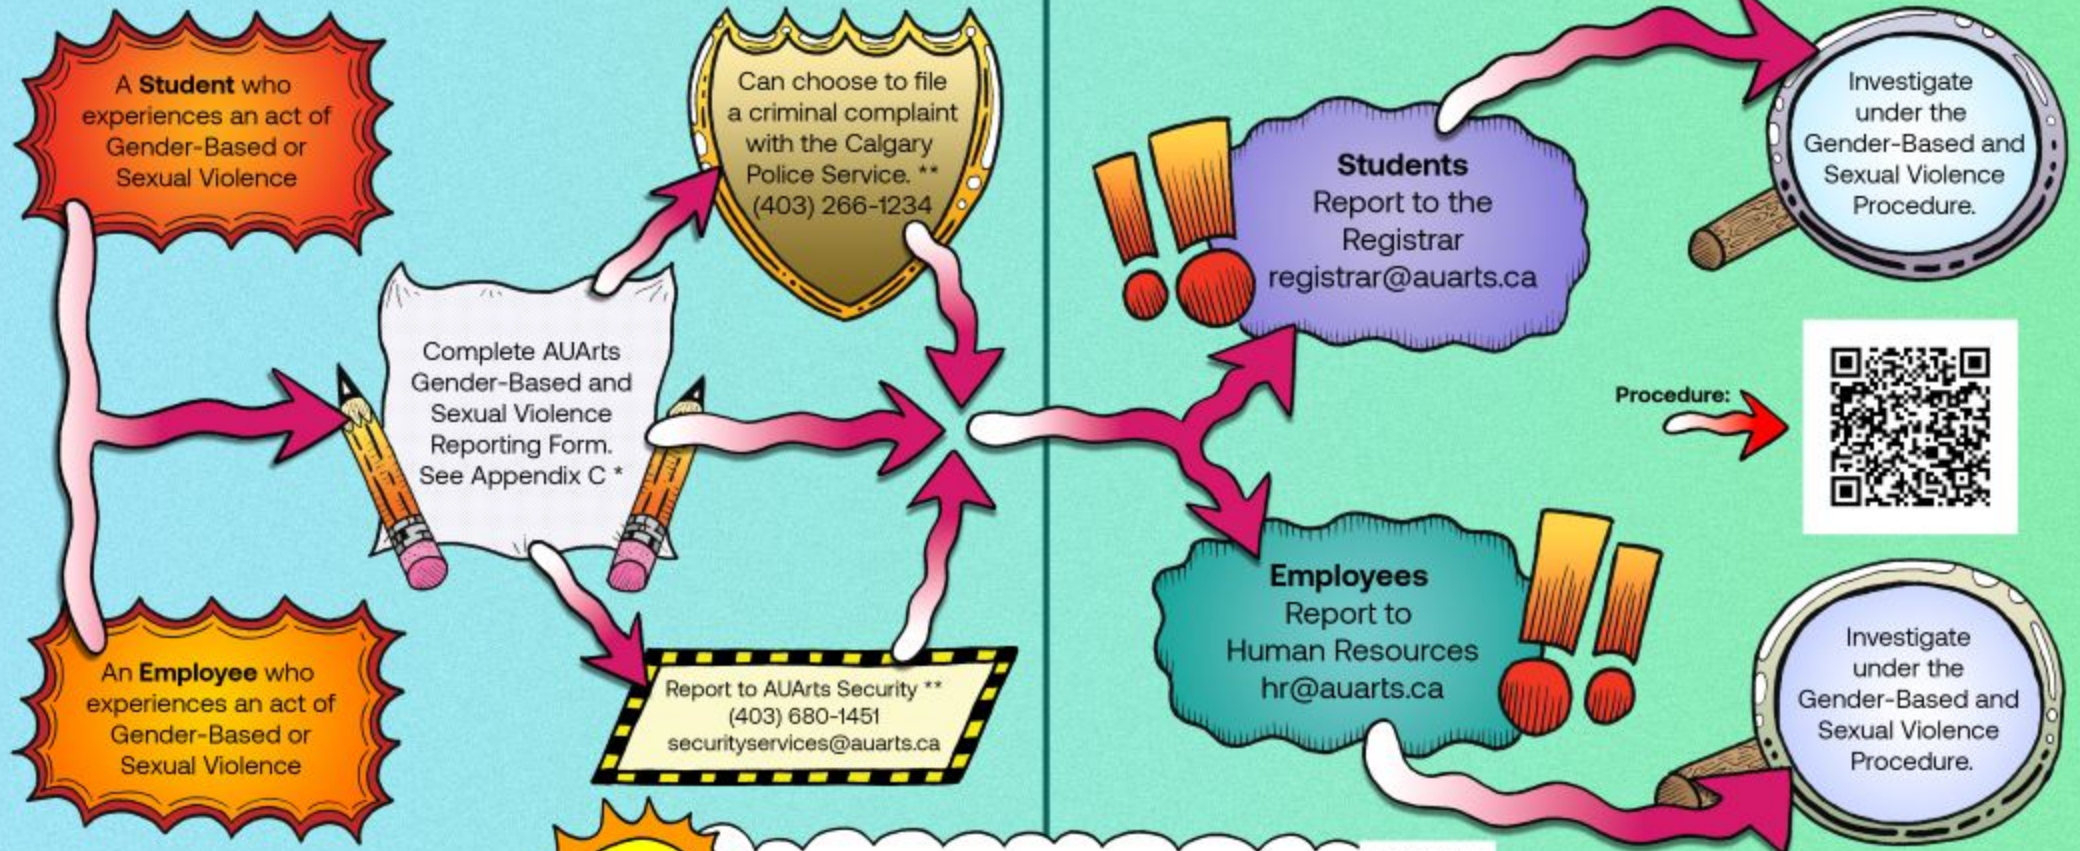 A Student who
experiences an act of
Gender-Based or
Sexual Violence
An Employee who
experiences an act of
Gender-Based or
Sexual Violence
Complete AUArts
Gender-Based and
Sexual Violence
Reporting Form.
See Appendix C *
Can choose to file
a criminal complaint
with the Calgary
Police Service. **
(403) 266-1234
Report to AUArts Security **
(403) 680-1451
securityservices@auarts.ca
Students
Report to the
Registrar
registrar@auarts.ca
Employees
Report to
Human Resources
hr@auarts.ca
Investigate
under the
Gender-Based and
Sexual Violence
Procedure.
Procedure:
Investigate
under the
Gender-Based and
Sexual Violence
Procedure.